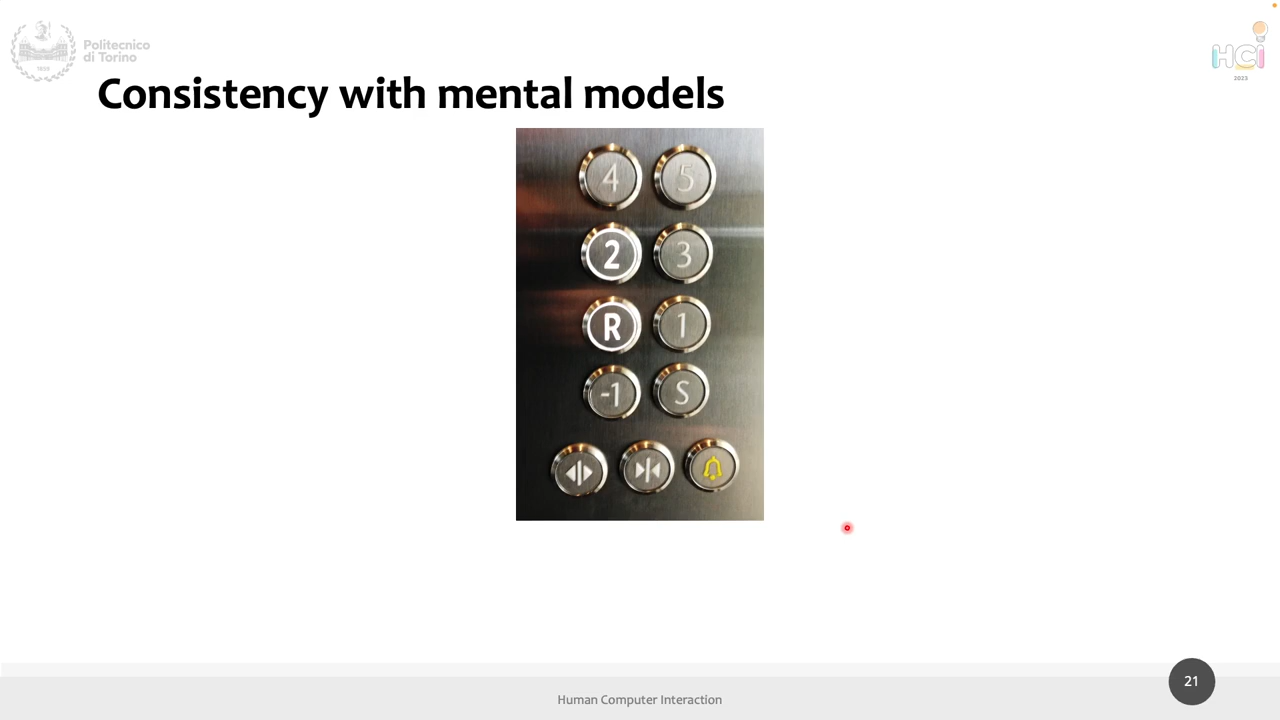 Politecnico
di Torino
1859
HCI
2023
Consistency with mental models
4 5
2 3
R 1
-1 S
Human Computer Interaction
21